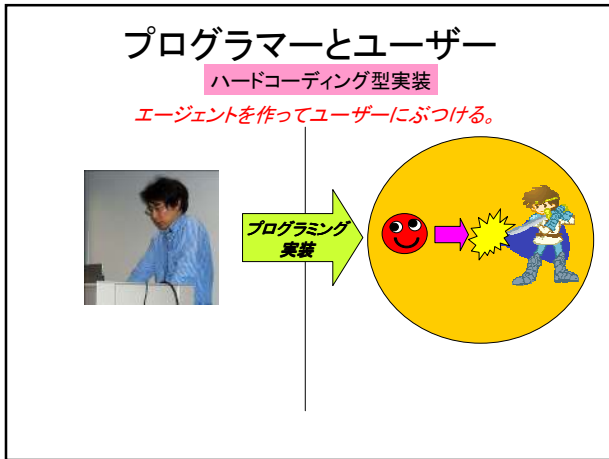 プログラマーとユーザー
ハードコーディング型実装
エージェントを作ってユーザーにぶつける。
プログラミング
実装